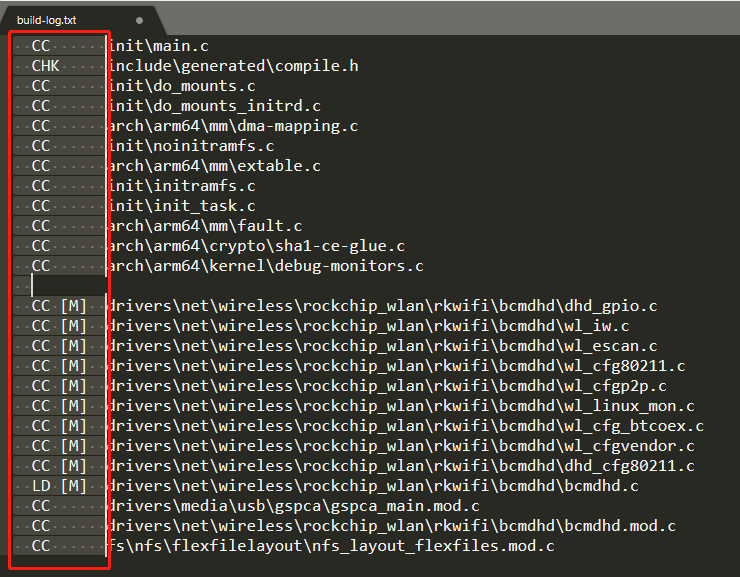 build-log.txt
CC init\main.c
CHK include\generated\compile.h
CC init\do_mounts.c
CC init\do_mounts_initrd.c
CC arch\arm64\mm\dma-mapping.c
CC init\noinitramfs.c
CC arch\arm64\mm\extable.c
CC init\initramfs.c
CC init\init_task.c
CC arch\arm64\mm\fault.c
CC arch\arm64\crypto\sha1-ce-glue.c
CC arch\arm64\kernel\debug-monitors.c
CC [M] drivers\net\wireless\rockchip_wlan\rkwifi\bcmdhd\dhd_gpio.c
CC [M] drivers\net\wireless\rockchip_wlan\rkwifi\bcmdhd\wl_iw.c
CC [M] drivers\net\wireless\rockchip_wlan\rkwifi\bcmdhd\wl_escan.c
CC [M] drivers\net\wireless\rockchip_wlan\rkwifi\bcmdhd\wl_cfg80211.c
CC [M] drivers\net\wireless\rockchip_wlan\rkwifi\bcmdhd\wl_cfgp2p.c
CC [M] drivers\net\wireless\rockchip_wlan\rkwifi\bcmdhd\wl_linux_mon.c
CC [M] drivers\net\wireless\rockchip_wlan\rkwifi\bcmdhd\wl_cfg_btcoex.c
CC [M] drivers\net\wireless\rockchip_wlan\rkwifi\bcmdhd\wl_cfgvendor.c
CC [M] drivers\net\wireless\rockchip_wlan\rkwifi\bcmdhd\dhd_cfg80211.c
LD [M] drivers\net\wireless\rockchip_wlan\rkwifi\bcmdhd\bcmdhd.o
CC drivers\media\usb\gspca\gspca_main.mod.c
CC drivers\net\wireless\rockchip_wlan\rkwifi\bcmdhd\bcmdhd.mod.c
CC fs\nfs\flexfilelayout\nfs_layout_flexfiles.mod.c